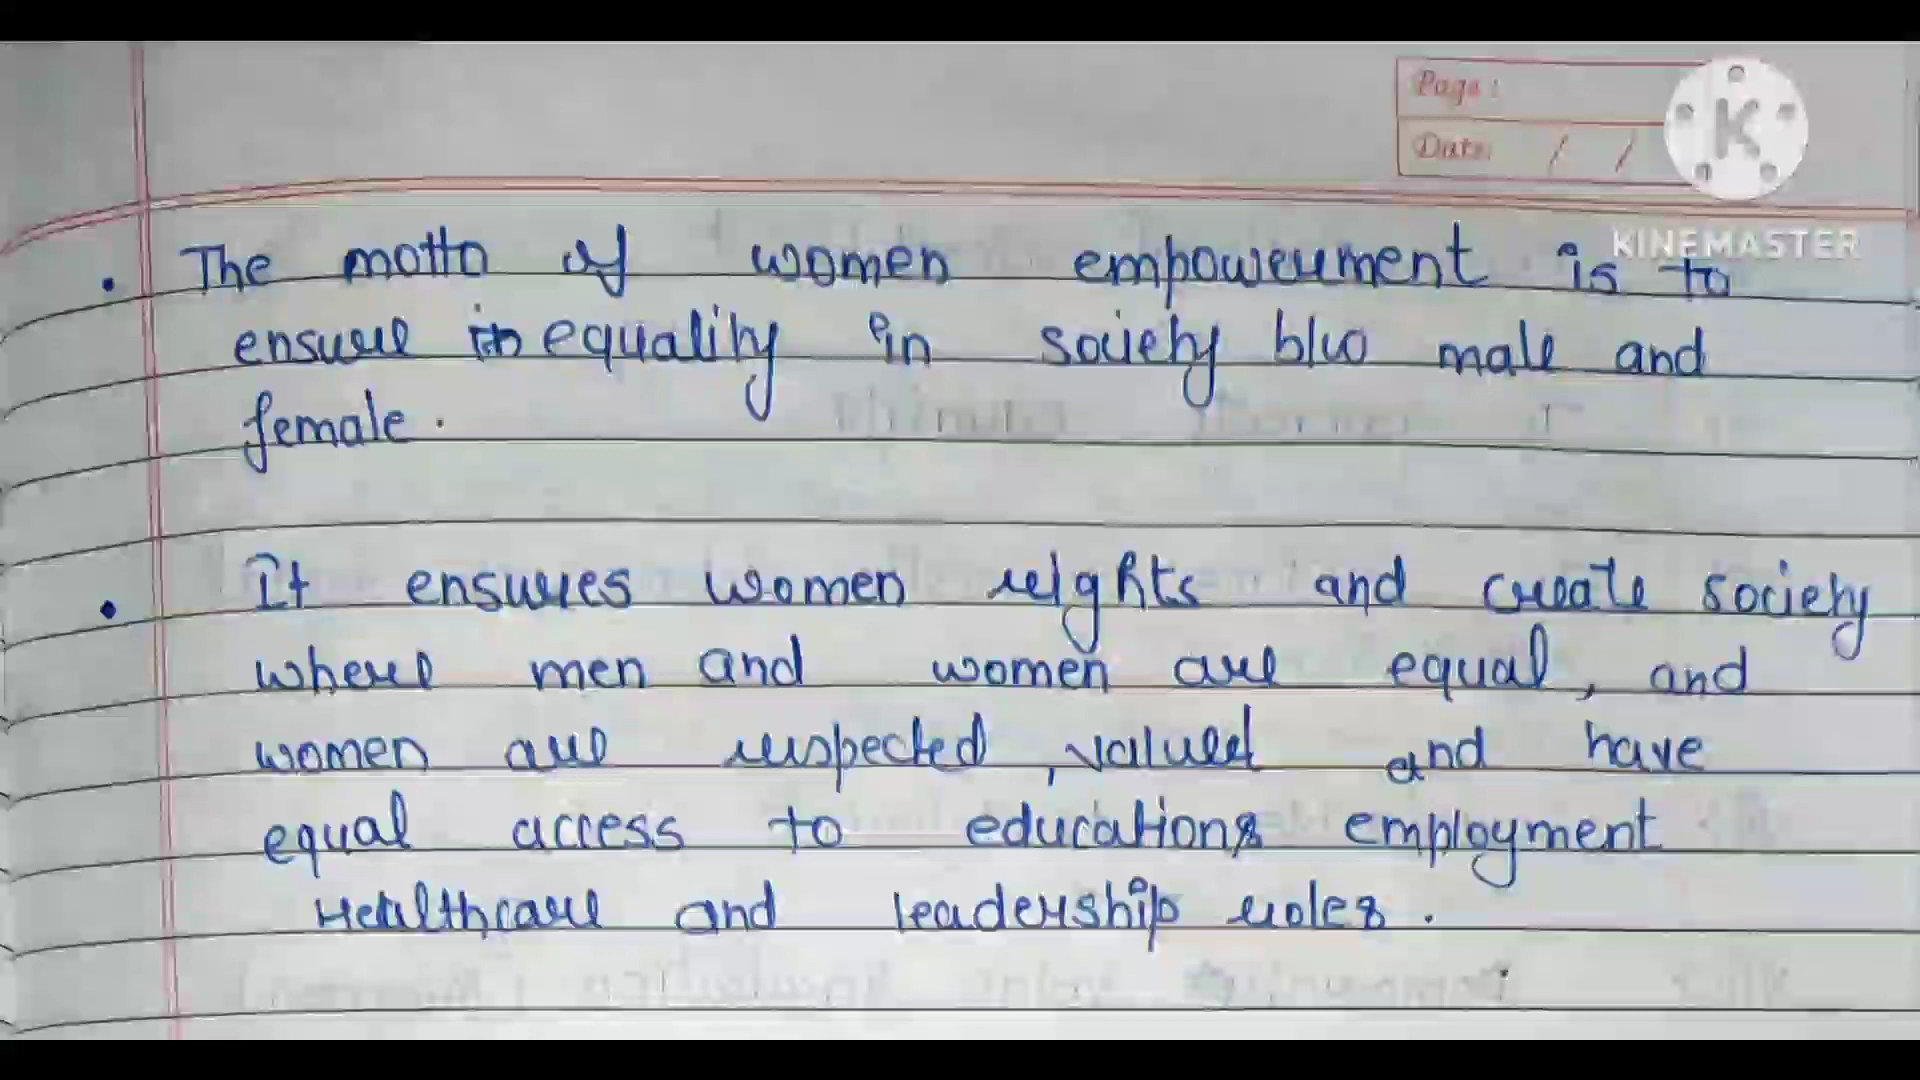 Page:
Date: / /
KINEMASTER
• The motto of women empowerment is to
ensure in equality in society b/w male and
female.
• It ensures women reights and create society
where men and women are equal, and
women are respected, valued and have
equal access to educations employment
Healthcare and leadership roles.